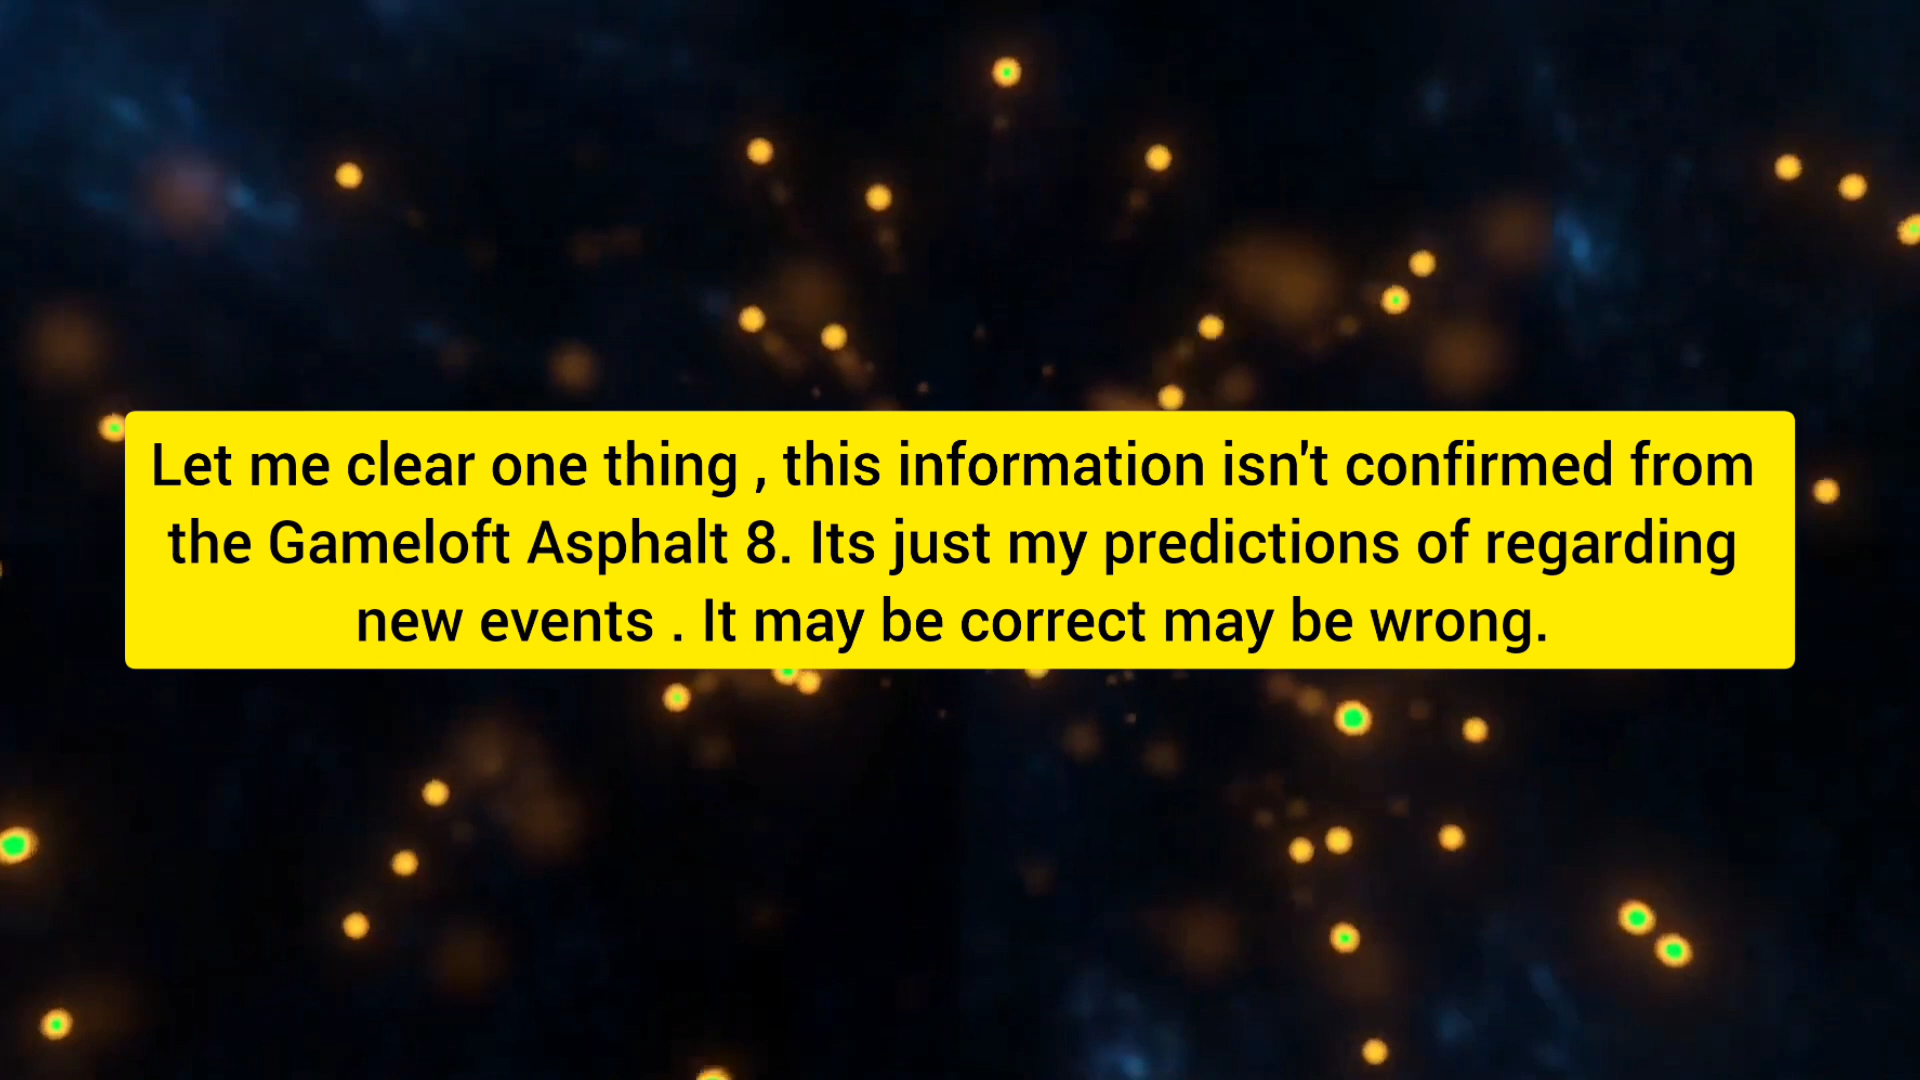 Let me clear one thing , this information isn't confirmed from
the Gameloft Asphalt 8. Its just my predictions of regarding
new events . It may be correct may be wrong.